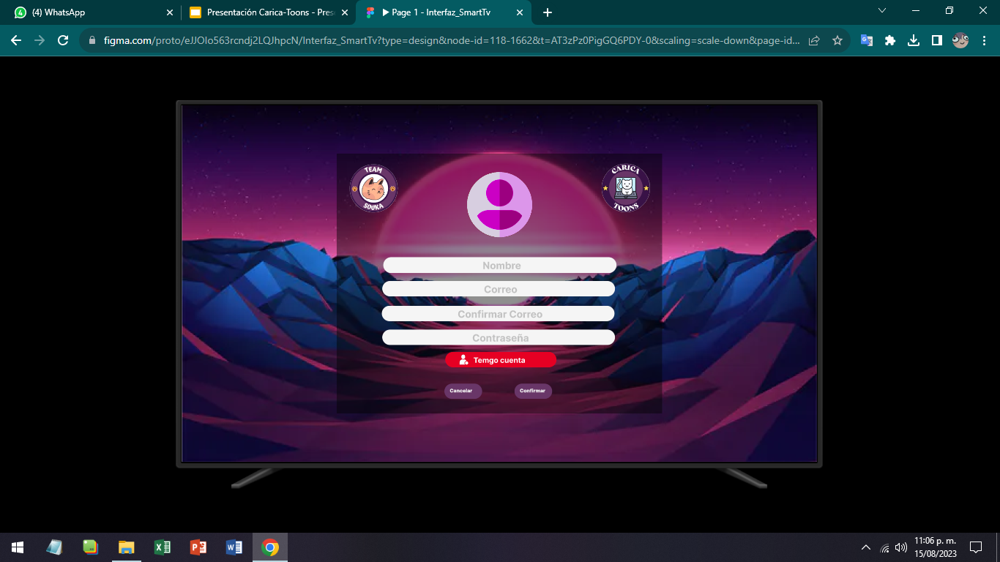 (4) WhatsApp
Presentación Carica-Toons - Pres
Page 1 - Interfaz_SmartTv
figma.com/proto/eJJOIo563rcndj2LQJhpcN/Interfaz_SmartTv?type=design&node-id=118-1662&t=AT3zPz0PigGQ6PDY-0&scaling=scale-down&page-id...
TEAM
SOUKA
CARICA
TOONS
Nombre
Correo
Confirmar Correo
Contraseña
Temgo cuenta
Cancelar
Confirmar
11:06 p. m.
15/08/2023